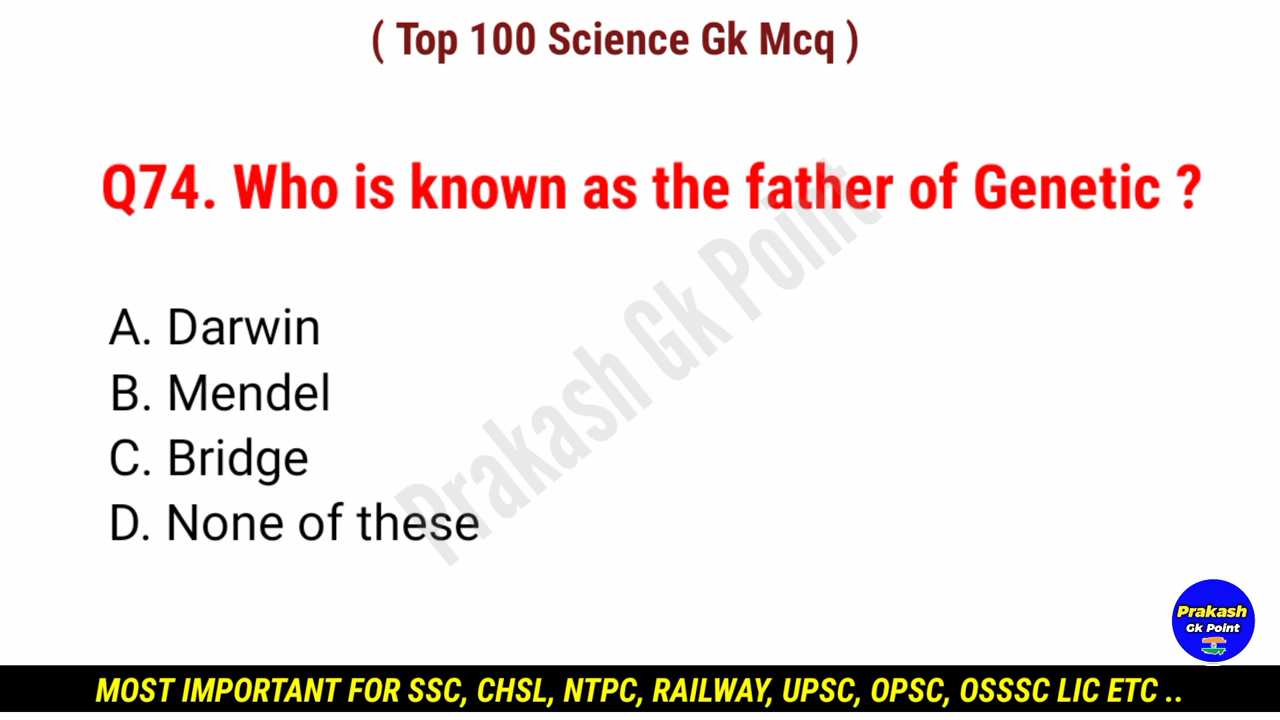 ( Top 100 Science Gk Mcq )
Q74. Who is known as the father of Genetic ?
A. Darwin
B. Mendel
C. Bridge
D. None of these
Prakash Gk Point
Prakash
Gk Point
MOST IMPORTANT FOR SSC, CHSL, NTPC, RAILWAY, UPSC, OPSC, OSSSC LIC ETC ..